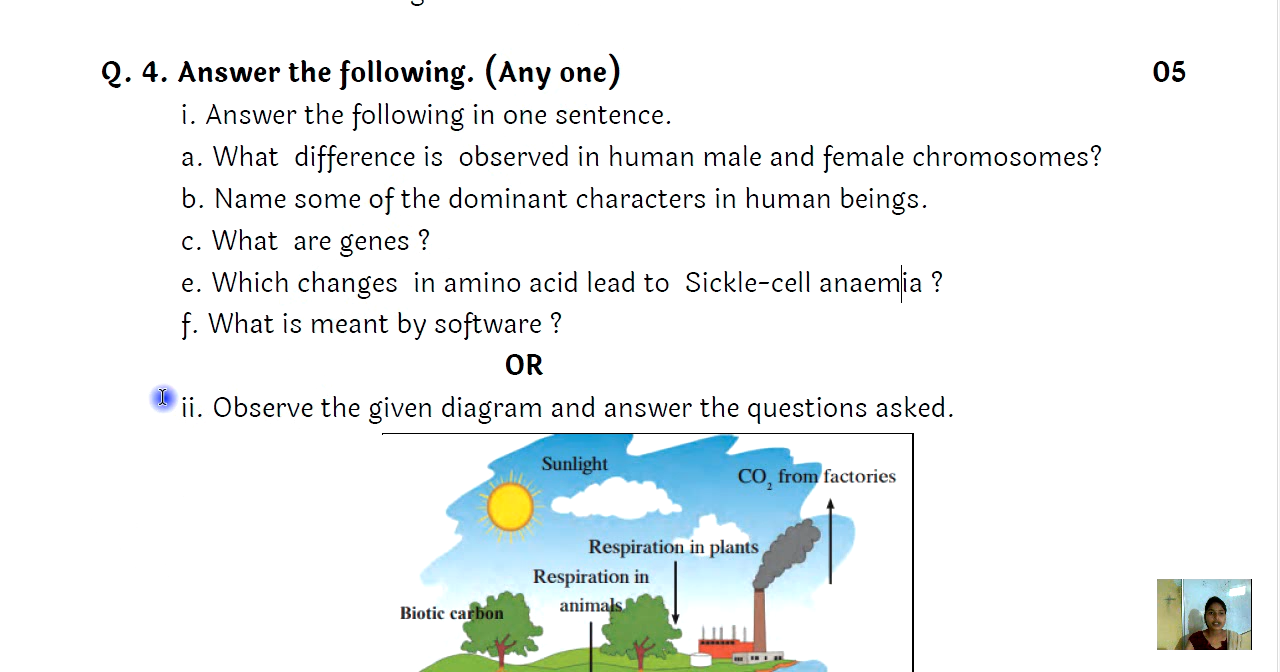 Q. 4. Answer the following. (Any one) 05
i. Answer the following in one sentence.
a. What difference is observed in human male and female chromosomes?
b. Name some of the dominant characters in human beings.
c. What are genes ?
e. Which changes in amino acid lead to Sickle-cell anaemia ?
f. What is meant by software ?
OR
ii. Observe the given diagram and answer the questions asked.
Sunlight
CO2 from factories
Respiration in plants
Respiration in
animals
Biotic carbon